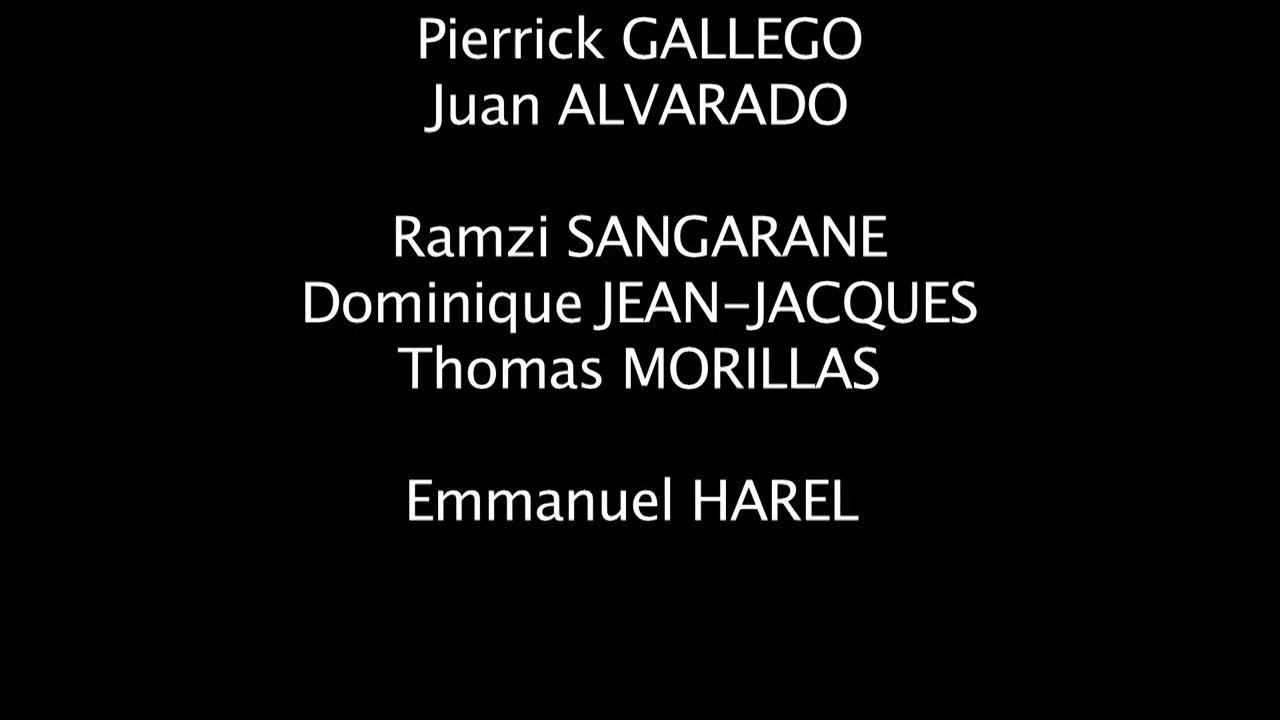 Pierrick GALLEGO
Juan ALVARADO
Ramzi SANGARANE
Dominique JEAN-JACQUES
Thomas MORILLAS
Emmanuel HAREL